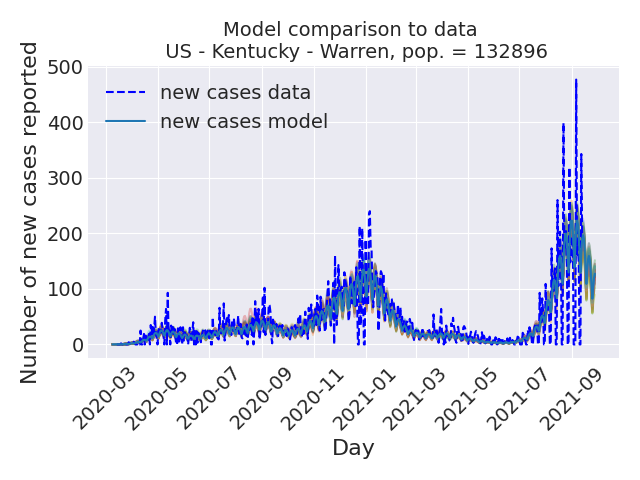 Model comparison to data
US - Kentucky - Warren, pop. = 132896
Number of new cases reported
500
400
300
200
100
0
new cases data
new cases model
2020-03
2020-05
2020-07
2020-09
2020-11
2021-01
2021-03
2021-05
2021-07
2021-09
Day